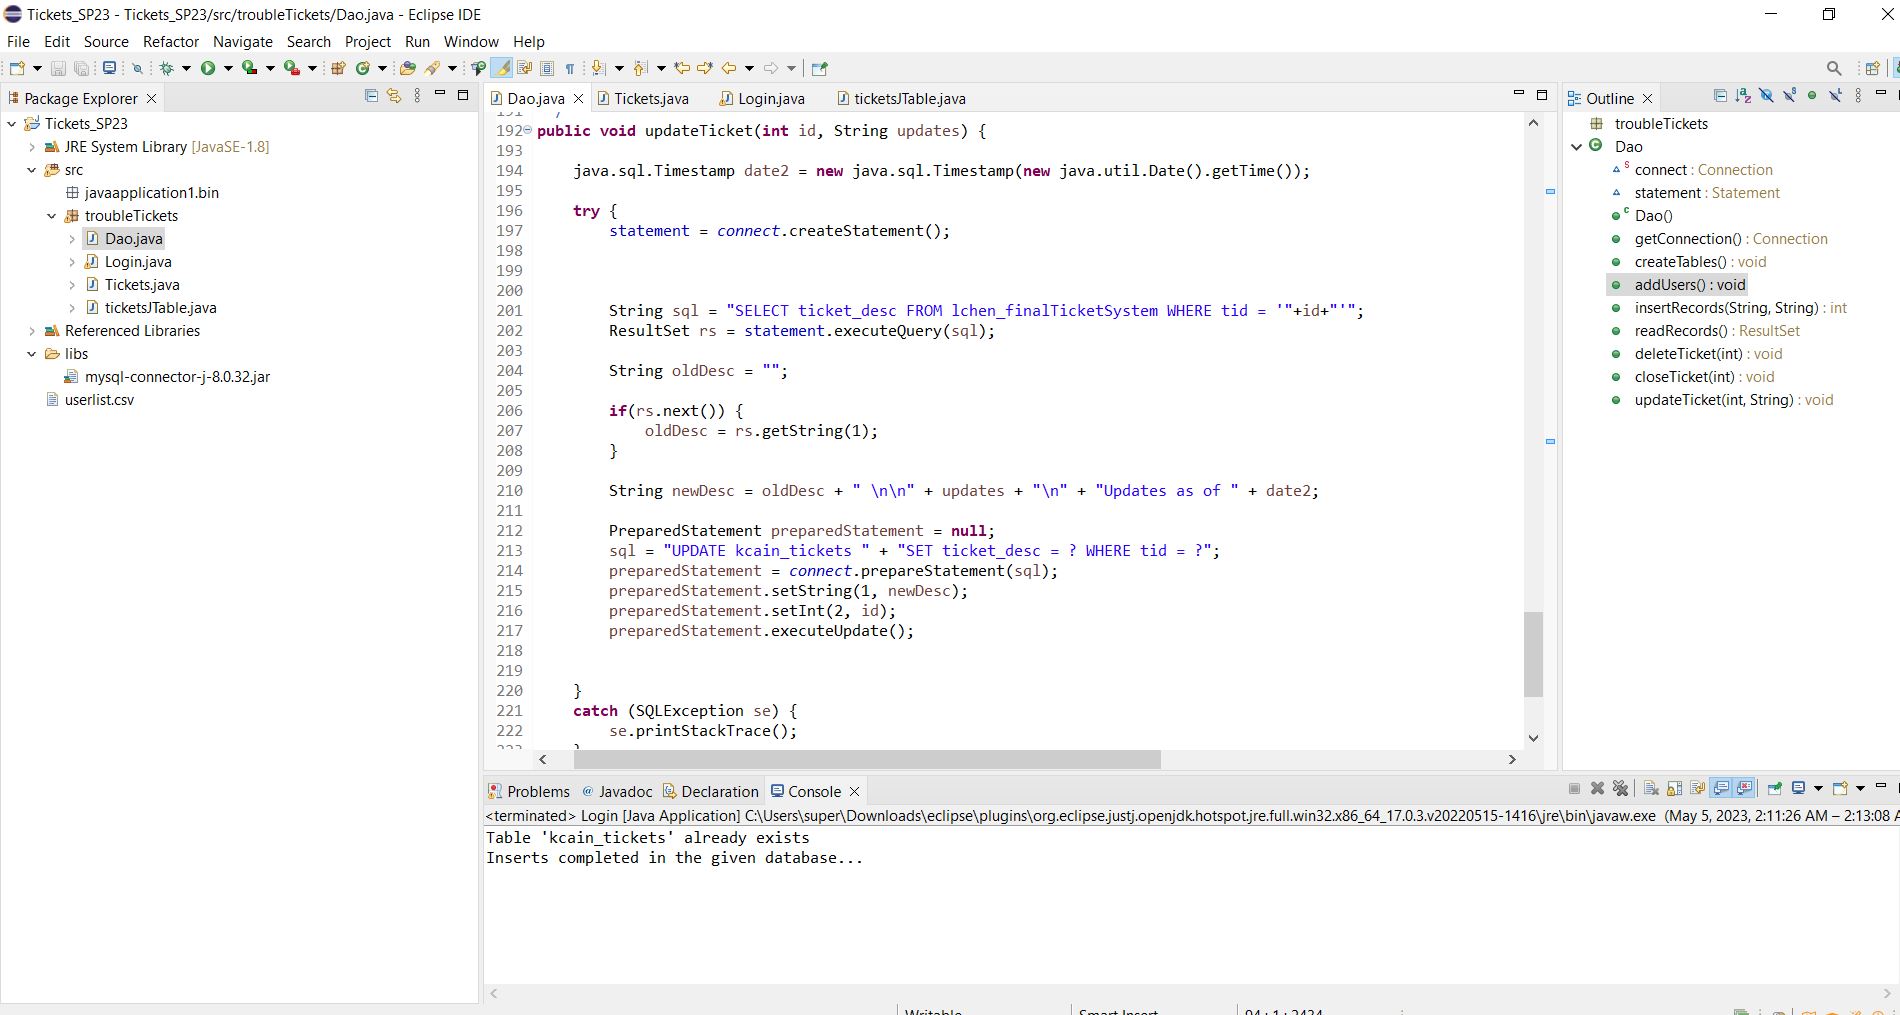 Tickets_SP23 - Tickets_SP23/src/troubleTickets/Dao.java - Eclipse IDE
File Edit Source Refactor Navigate Search Project Run Window Help
Package Explorer
Tickets_SP23
JRE System Library [JavaSE-1.8]
src
javaapplication1.bin
troubleTickets
Dao.java
Login.java
Tickets.java
ticketsJTable.java
Referenced Libraries
libs
mysql-connector-j-8.0.32.jar
userlist.csv
Dao.java Tickets.java Login.java ticketsJTable.java
191
192 public void updateTicket(int id, String updates) {
193
194 java.sql.Timestamp date2 = new java.sql.Timestamp(new java.util.Date().getTime());
195
196 try {
197 statement = connect.createStatement();
198
199
200
201 String sql = "SELECT ticket_desc FROM lchen_finalTicketSystem WHERE tid = '"+id+"'";
202 ResultSet rs = statement.executeQuery(sql);
203
204 String oldDesc = "";
205
206 if(rs.next()) {
207 oldDesc = rs.getString(1);
208 }
209
210 String newDesc = oldDesc + " \n\n" + updates + "\n" + "Updates as of " + date2;
211
212 PreparedStatement preparedStatement = null;
213 sql = "UPDATE kcain_tickets " + "SET ticket_desc = ? WHERE tid = ?";
214 preparedStatement = connect.prepareStatement(sql);
215 preparedStatement.setString(1, newDesc);
216 preparedStatement.setInt(2, id);
217 preparedStatement.executeUpdate();
218
219
220 }
221 catch (SQLException se) {
222 se.printStackTrace();
223 }
Outline
troubleTickets
Dao
connect : Connection
statement : Statement
Dao()
getConnection() : Connection
createTables() : void
addUsers() : void
insertRecords(String, String) : int
readRecords() : ResultSet
deleteTicket(int) : void
closeTicket(int) : void
updateTicket(int, String) : void
Problems @ Javadoc Declaration Console
<terminated> Login [Java Application] C:\Users\super\Downloads\eclipse\plugins\org.eclipse.justj.openjdk.hotspot.jre.full.win32.x86_64_17.0.3.v20220515-1416\jre\bin\javaw.exe (May 5, 2023, 2:11:26 AM – 2:13:08 A
Table 'kcain_tickets' already exists
Inserts completed in the given database...
Writable Smart Insert 94 : 1 : 2434